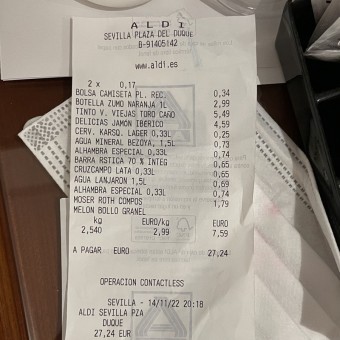 ALDI
SEVILLA PLAZA DEL DUQUE
B-91405142
www.aldi.es
2 x 0,17
BOLSA CAMISETA PL. REC. 0,34
BOTELLA ZUMO NARANJA 1L 2,99
TINTO V. VIEJAS TORO CAÑO 5,49
DELICIAS JAMON IBERICO 4,59
CERV. KARSQ. LAGER 0,33L 0,25
AGUA MINERAL BEZOYA, 1,5L 0,73
ALHAMBRA ESPECIAL 0,33L 0,74
BARRA RSTICA 70 % INTEG 0,65
CRUZCAMPO LATA 0,33L 0,65
AGUA LANJARON 1,5L 0,69
ALHAMBRA ESPECIAL 0,33L 0,74
MOSER ROTH COMPOS 1,79
MELON BOLLO GRANEL
kg EURO/kg EURO
2,540 2,99 7,59
A PAGAR EURO 27,24
OPERACION CONTACTLESS
SEVILLA - 14/11/22 20:18
ALDI SEVILLA PZA
DUQUE
27,24 EUR